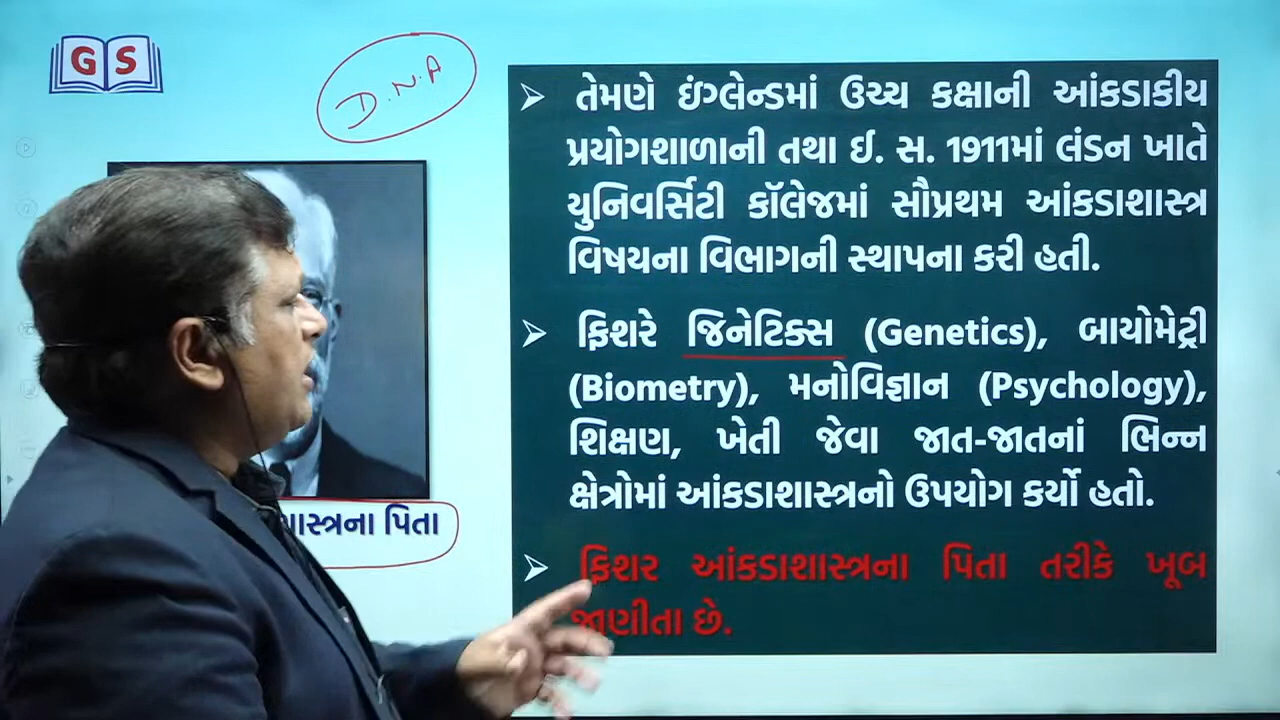 GS
D.N.A
તેમણે ઇંગ્લેન્ડમાં ઉચ્ચ કક્ષાની આંકડાકીય
પ્રયોગશાળાની તથા ઈ. સ. 1911માં લંડન ખાતે
યુનિવર્સિટી કૉલેજમાં સૌપ્રથમ આંકડાશાસ્ત્ર
વિષયના વિભાગની સ્થાપના કરી હતી.
ફિશરે જિનેટિક્સ (Genetics), બાયોમેટ્રી
(Biometry), મનોવિજ્ઞાન (Psychology),
શિક્ષણ, ખેતી જેવા જાત-જાતનાં ભિન્ન
ક્ષેત્રોમાં આંકડાશાસ્ત્રનો ઉપયોગ કર્યો હતો.
પિતા
ફિશર આંકડાશાસ્ત્રના પિતા તરીકે ખૂબ
જાણીતા છે.